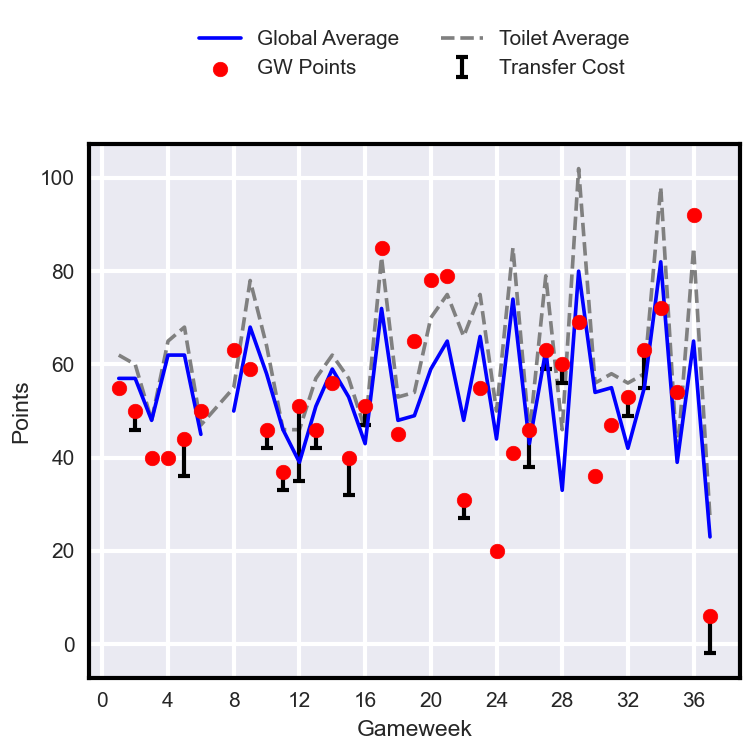 Global Average
Toilet Average
GW Points
Transfer Cost
100
80
60
40
20
0
Points
0 4 8 12 16 20 24 28 32 36
Gameweek